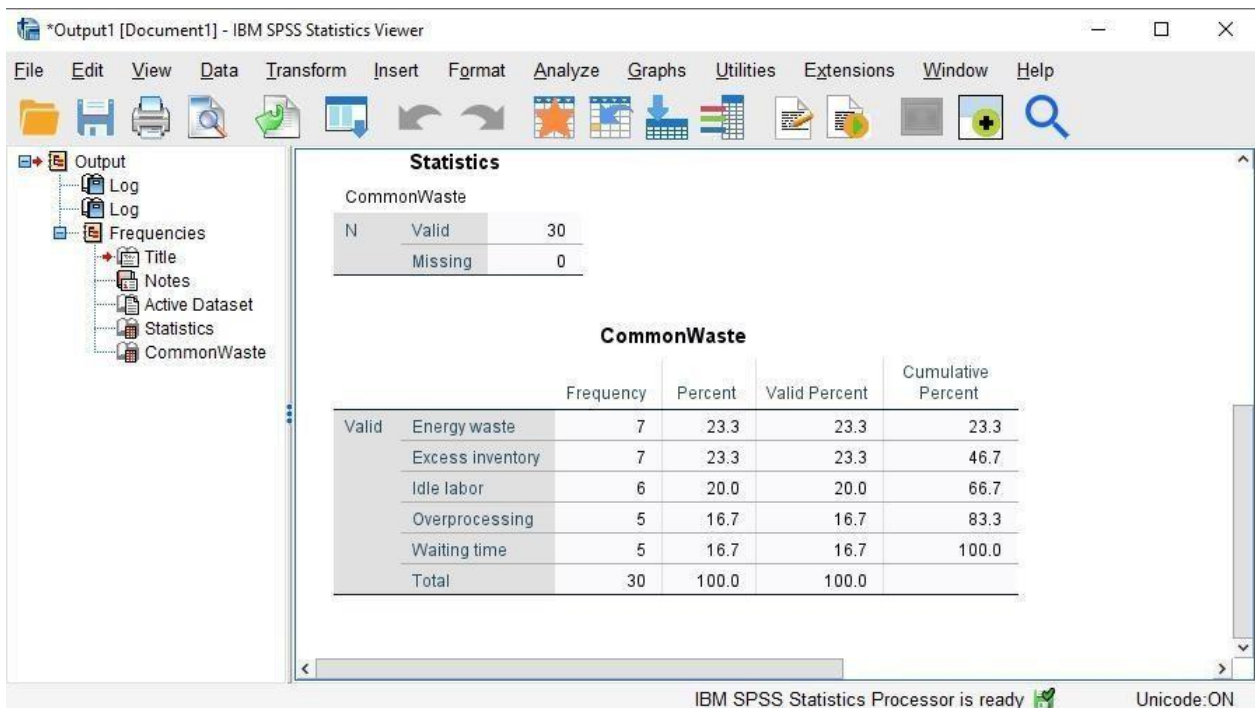 *Output1 [Document1] - IBM SPSS Statistics Viewer
File Edit View Data Transform Insert Format Analyze Graphs Utilities Extensions Window Help
Output
Log
Log
Frequencies
Title
Notes
Active Dataset
Statistics
CommonWaste
Statistics
CommonWaste
N Valid 30
Missing 0
CommonWaste
Frequency Percent Valid Percent Cumulative Percent
Valid Energy waste 7 23.3 23.3 23.3
Excess inventory 7 23.3 23.3 46.7
Idle labor 6 20.0 20.0 66.7
Overprocessing 5 16.7 16.7 83.3
Waiting time 5 16.7 16.7 100.0
Total 30 100.0 100.0
IBM SPSS Statistics Processor is ready Unicode:ON